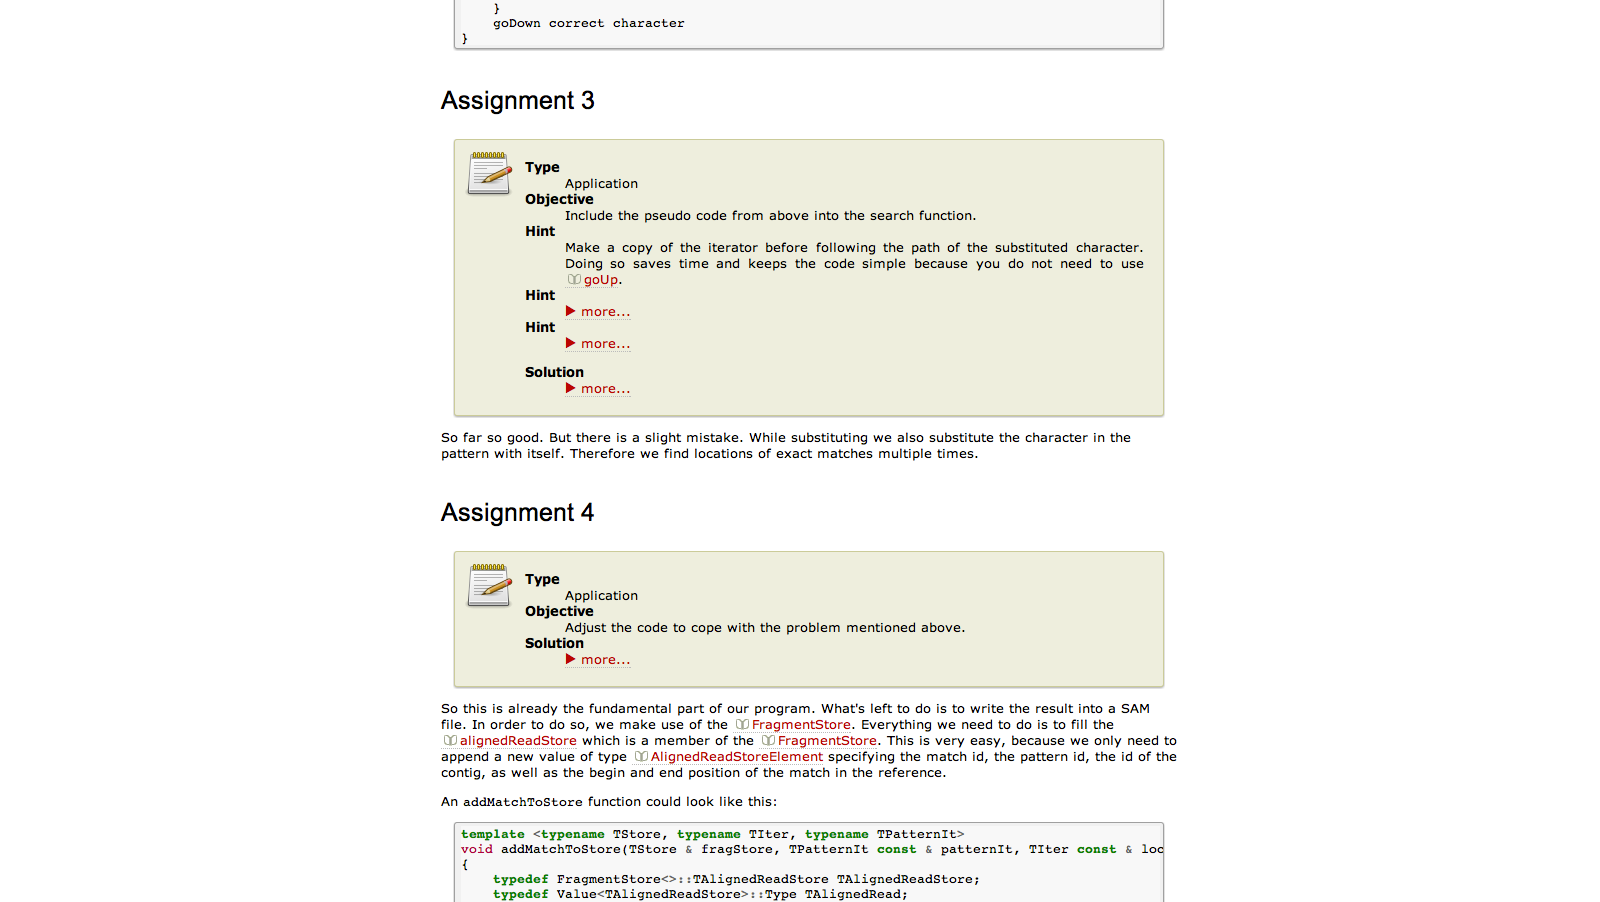 }
goDown correct character
}
Assignment 3
Type
Application
Objective
Include the pseudo code from above into the search function.
Hint
Make a copy of the iterator before following the path of the substituted character.
Doing so saves time and keeps the code simple because you do not need to use
goUp.
Hint
more...
Hint
more...
Solution
more...
So far so good. But there is a slight mistake. While substituting we also substitute the character in the
pattern with itself. Therefore we find locations of exact matches multiple times.
Assignment 4
Type
Application
Objective
Adjust the code to cope with the problem mentioned above.
Solution
more...
So this is already the fundamental part of our program. What's left to do is to write the result into a SAM
file. In order to do so, we make use of the FragmentStore. Everything we need to do is to fill the
alignedReadStore which is a member of the FragmentStore. This is very easy, because we only need to
append a new value of type AlignedReadStoreElement specifying the match id, the pattern id, the id of the
contig, as well as the begin and end position of the match in the reference.
An addMatchToStore function could look like this:
template <typename TStore, typename TIter, typename TPatternIt>
void addMatchToStore(TStore & fragStore, TPatternIt const & patternIt, TIter const & loc
{
typedef FragmentStore<>::TAlignedReadStore TAlignedReadStore;
typedef Value<TAlignedReadStore>::Type TAlignedRead;